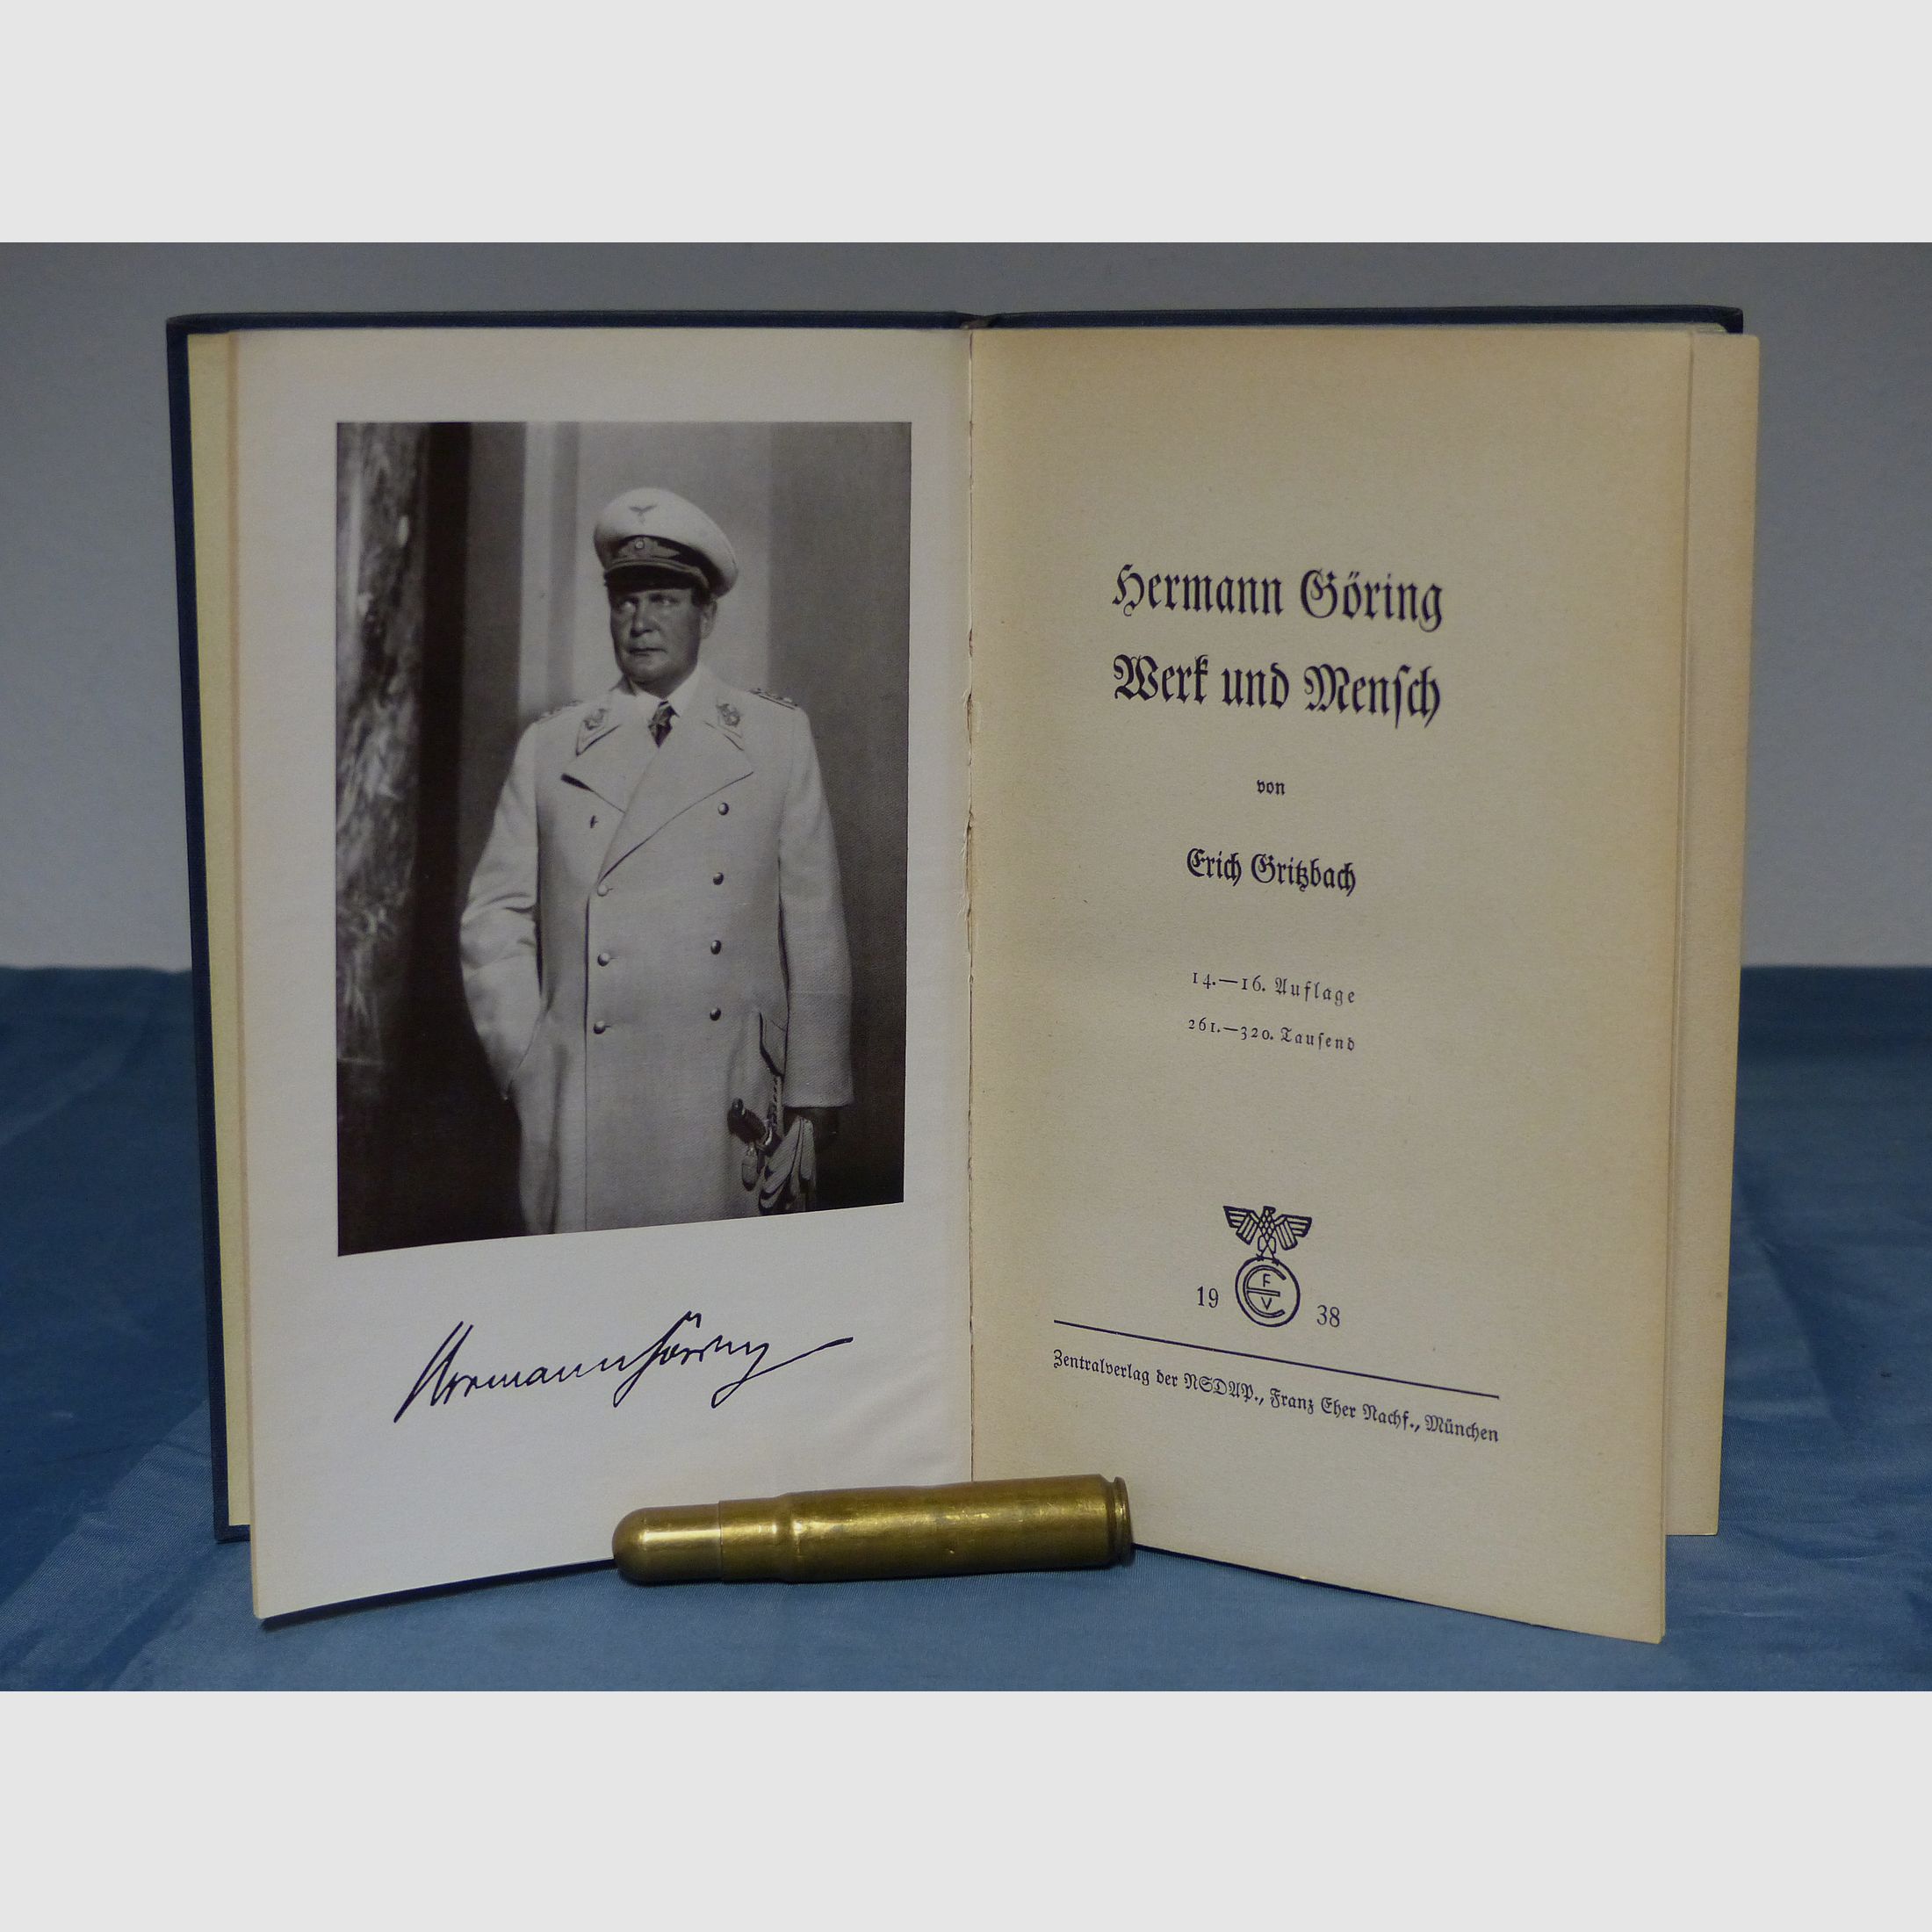 Hermann Göring
Hermann Göring
Werk und Menſch
von
Erich Gritzbach
14.—16. Auflage
261.—320. Tauſend
F
E
V
19 38
Zentralverlag der NSDAP., Franz Eher Nachf., München